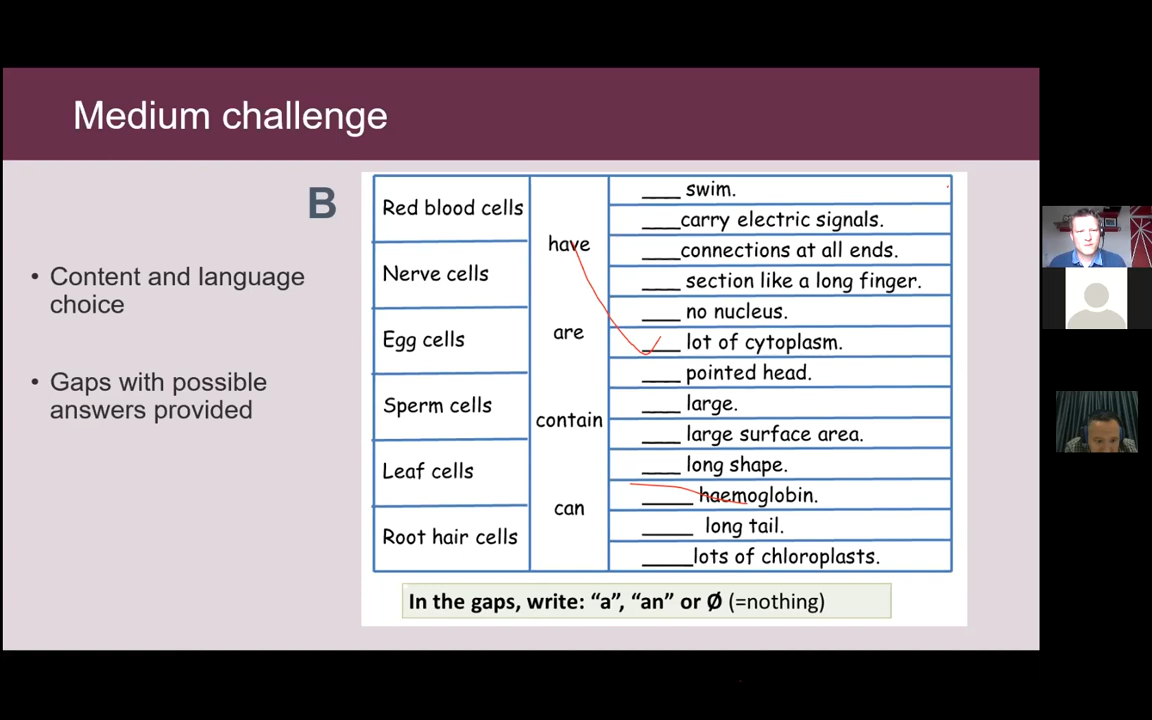 Medium challenge
B
• Content and language
choice
• Gaps with possible
answers provided
Red blood cells
Nerve cells
Egg cells
Sperm cells
Leaf cells
Root hair cells
have
are
contain
can
____ swim.
____carry electric signals.
____connections at all ends.
____ section like a long finger.
____ no nucleus.
____ lot of cytoplasm.
____ pointed head.
____ large.
____ large surface area.
____ long shape.
_____ haemoglobin.
_____ long tail.
_____lots of chloroplasts.
In the gaps, write: “a”, “an” or Ø (=nothing)